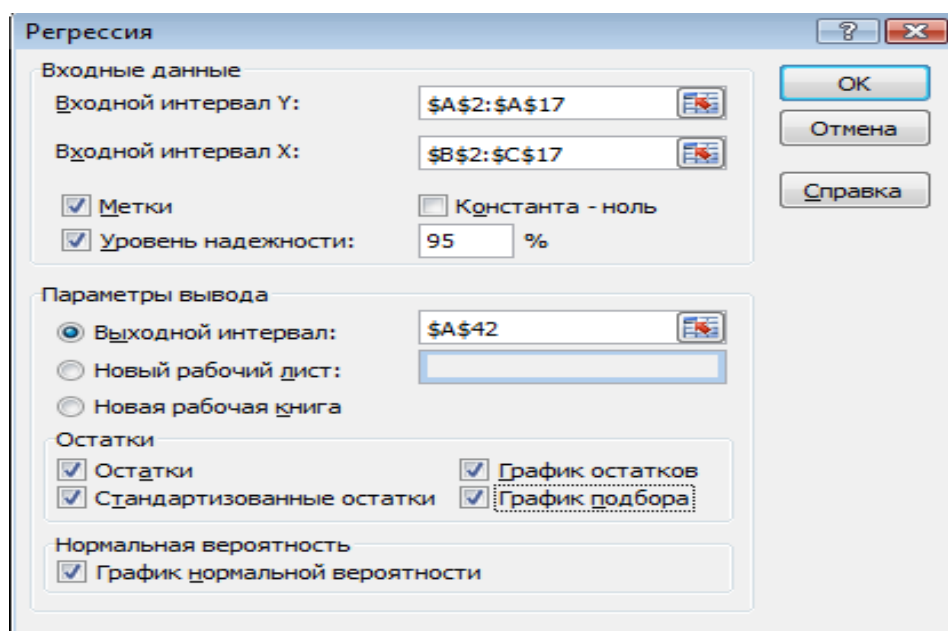 Регрессия
Входные данные
Входной интервал Y: $A$2:$A$17
Входной интервал X: $B$2:$C$17
Метки Константа - ноль
Уровень надежности: 95 %
OK
Отмена
Справка
Параметры вывода
Выходной интервал: $A$42
Новый рабочий лист:
Новая рабочая книга
Остатки
Остатки График остатков
Стандартизованные остатки График подбора
Нормальная вероятность
График нормальной вероятности